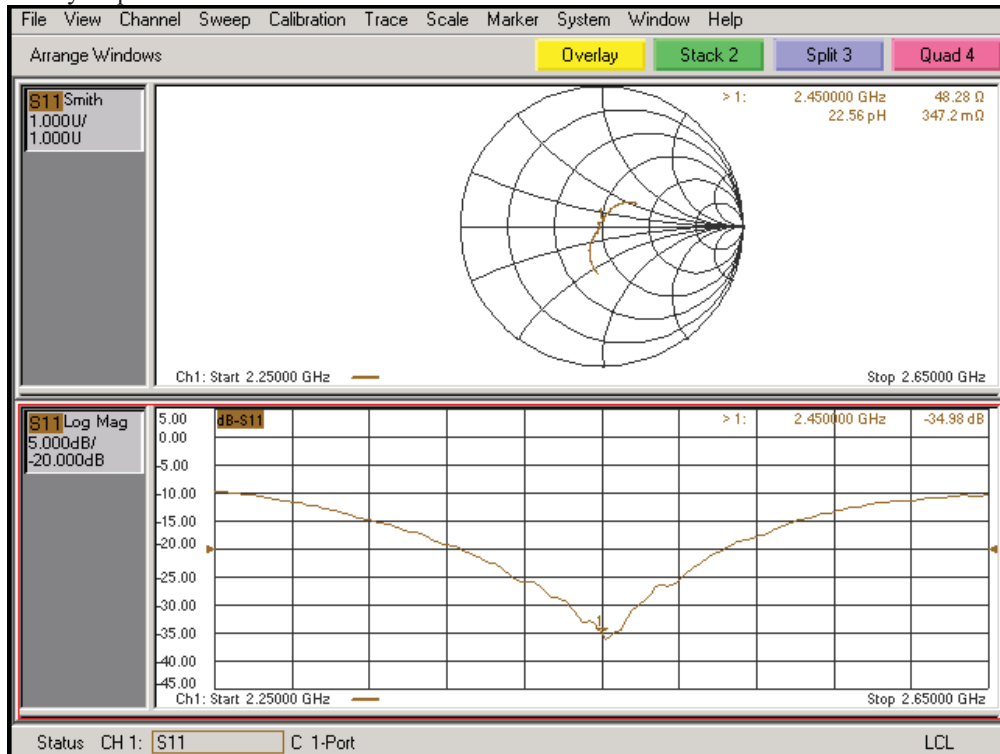 File View Channel Sweep Calibration Trace Scale Marker System Window Help
Arrange Windows Overlay Stack 2 Split 3 Quad 4
S11 Smith
1.000U/
1.000U
> 1: 2.450000 GHz 48.28 Ω
22.56 pH 347.2 mΩ
Ch1: Start 2.25000 GHz Stop 2.65000 GHz
S11 Log Mag
5.000dB/
-20.000dB
5.00
0.00
-5.00
-10.00
-15.00
-20.00
-25.00
-30.00
-35.00
-40.00
-45.00
dB-S11
> 1: 2.450000 GHz -34.98 dB
1
Ch1: Start 2.25000 GHz Stop 2.65000 GHz
Status CH 1: S11 C 1-Port LCL